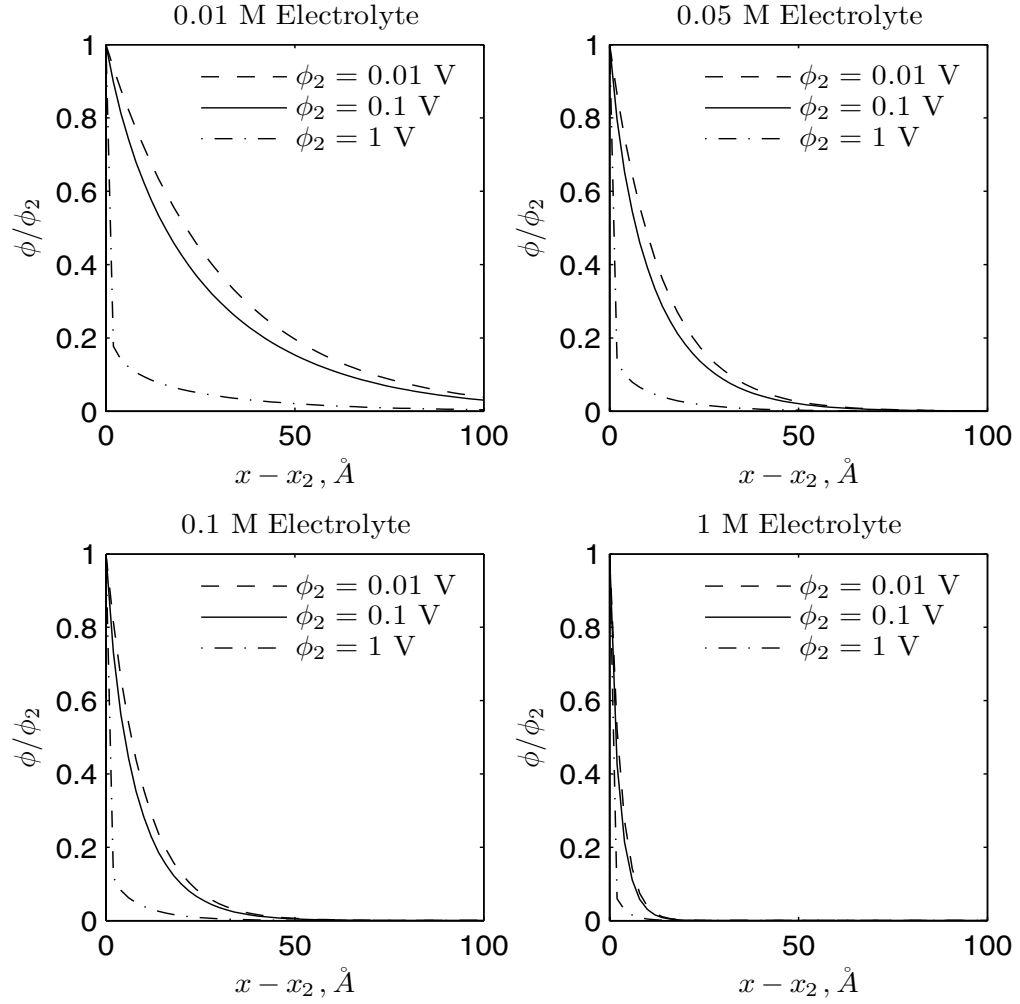 0.01 M Electrolyte
1
0.8
0.6
0.4
0.2
0
ϕ/ϕ₂
ϕ₂ = 0.01 V
ϕ₂ = 0.1 V
ϕ₂ = 1 V
0 50 100
x − x₂ , Å
0.05 M Electrolyte
1
0.8
0.6
0.4
0.2
0
ϕ/ϕ₂
ϕ₂ = 0.01 V
ϕ₂ = 0.1 V
ϕ₂ = 1 V
0 50 100
x − x₂ , Å
0.1 M Electrolyte
1
0.8
0.6
0.4
0.2
0
ϕ/ϕ₂
ϕ₂ = 0.01 V
ϕ₂ = 0.1 V
ϕ₂ = 1 V
0 50 100
x − x₂ , Å
1 M Electrolyte
1
0.8
0.6
0.4
0.2
0
ϕ/ϕ₂
ϕ₂ = 0.01 V
ϕ₂ = 0.1 V
ϕ₂ = 1 V
0 50 100
x − x₂ , Å